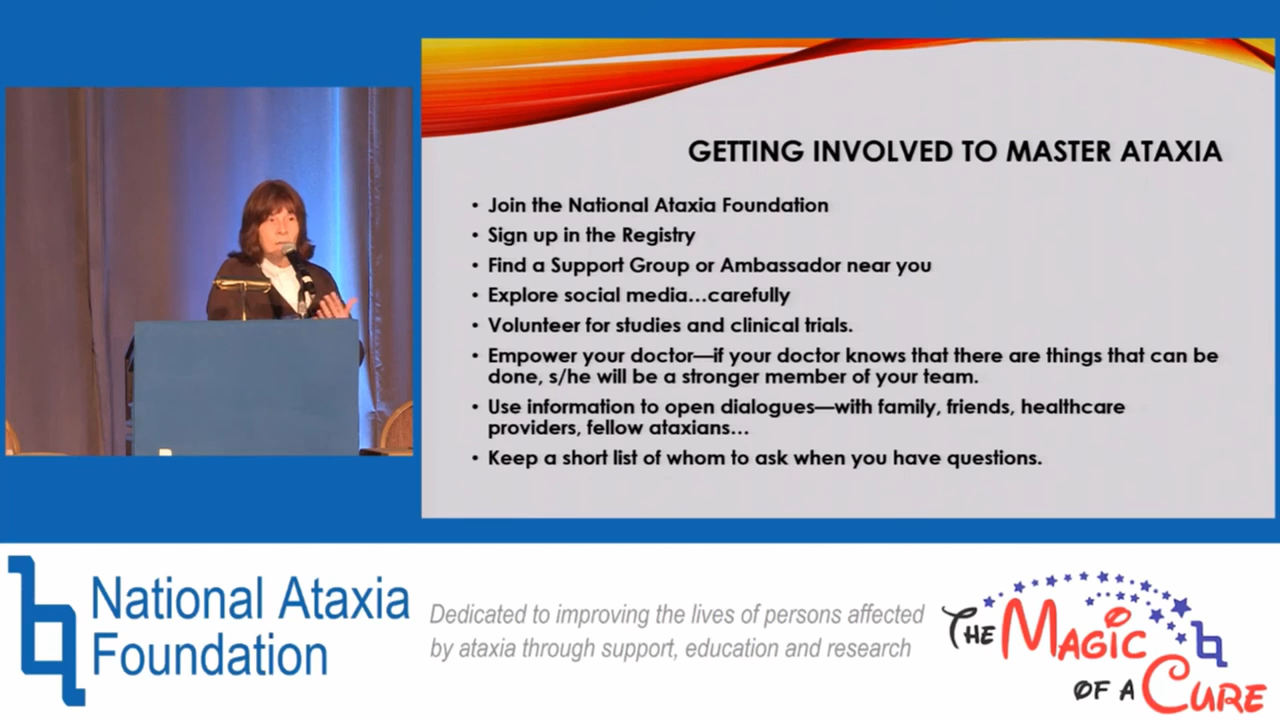 GETTING INVOLVED TO MASTER ATAXIA
• Join the National Ataxia Foundation
• Sign up in the Registry
• Find a Support Group or Ambassador near you
• Explore social media...carefully
• Volunteer for studies and clinical trials.
• Empower your doctor—if your doctor knows that there are things that can be
done, s/he will be a stronger member of your team.
• Use information to open dialogues—with family, friends, healthcare
providers, fellow ataxians...
• Keep a short list of whom to ask when you have questions.
National Ataxia
Foundation
Dedicated to improving the lives of persons affected
by ataxia through support, education and research
THE MAGIC
OF A CURE